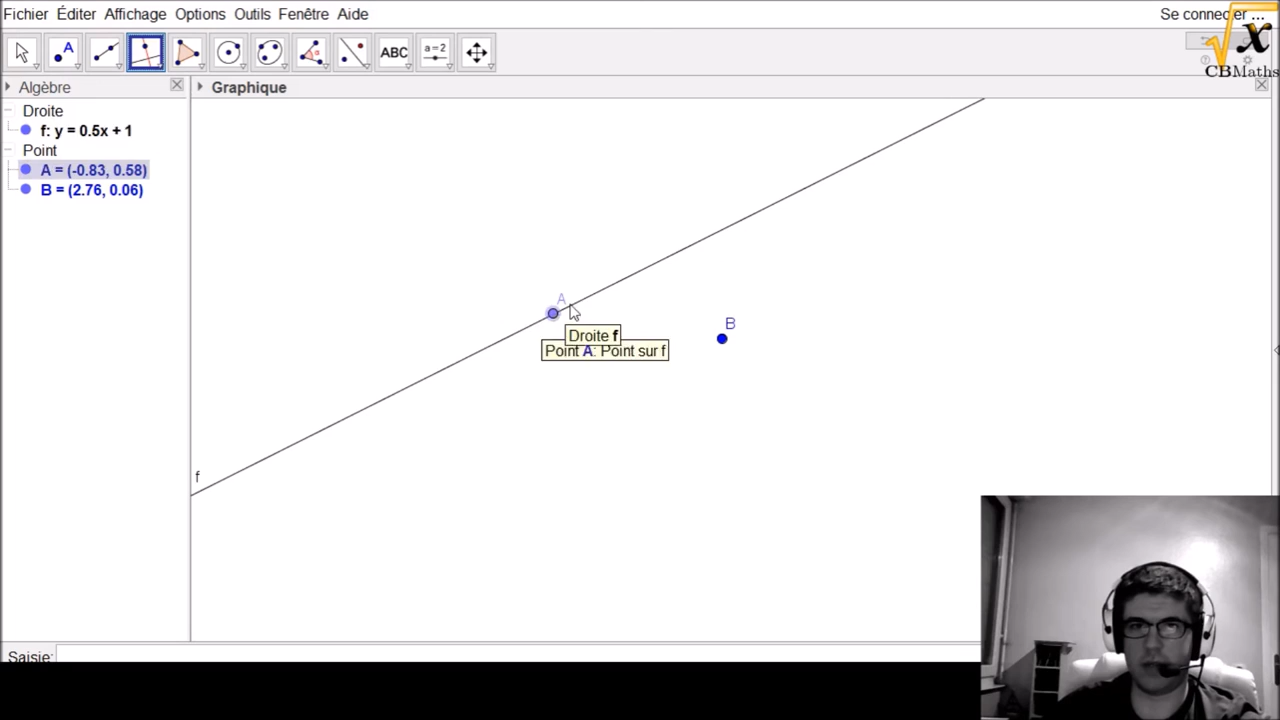 Fichier Éditer Affichage Options Outils Fenêtre Aide
Se connecter ...
A
ABC
a=2
x
CBMaths
Algèbre
Graphique
Droite
f: y = 0.5x + 1
Point
A = (-0.83, 0.58)
B = (2.76, 0.06)
A
B
Droite f
Point A: Point sur f
f
Saisie: